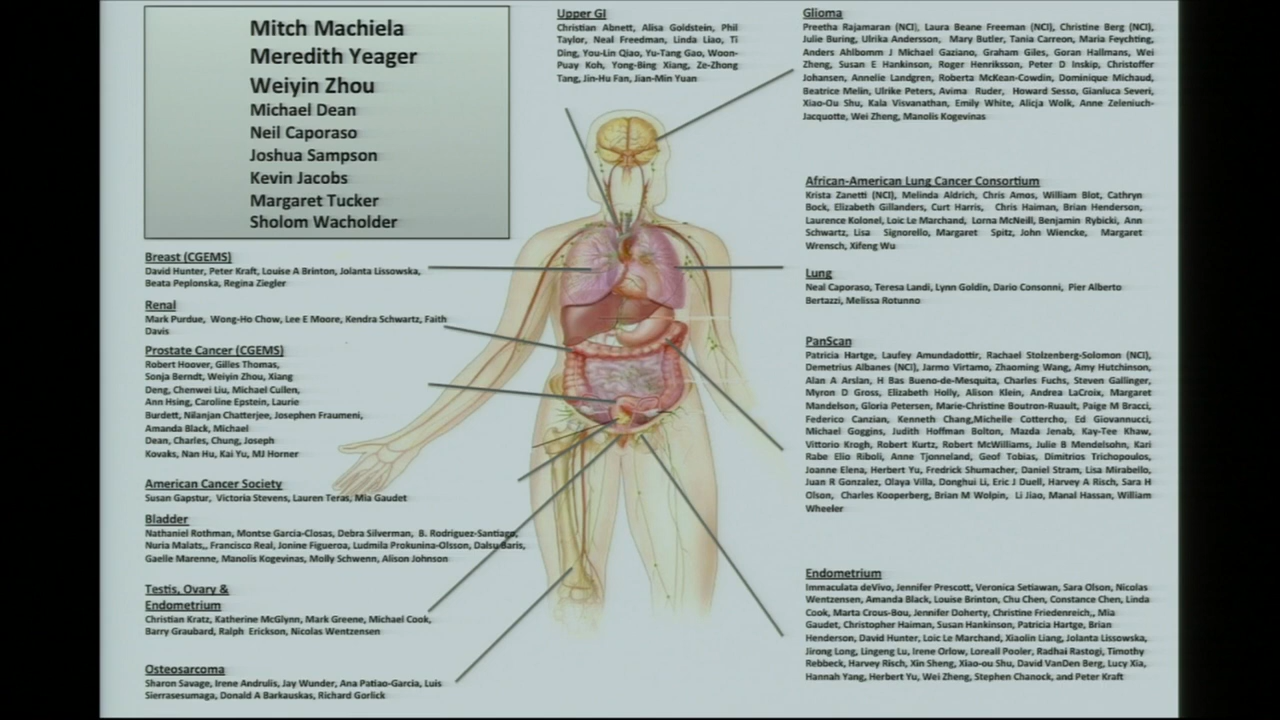 Mitch Machiela
Meredith Yeager
Weiyin Zhou
Michael Dean
Neil Caporaso
Joshua Sampson
Kevin Jacobs
Margaret Tucker
Sholom Wacholder
Breast (CGEMS)
David Hunter, Peter Kraft, Louise A Brinton, Jolanta Lissowska,
Beata Peplonska, Regina Ziegler
Renal
Mark Purdue, Wong-Ho Chow, Lee E Moore, Kendra Schwartz, Faith
Davis
Prostate Cancer (CGEMS)
Robert Hoover, Gilles Thomas,
Sonja Berndt, Weiyin Zhou, Xiang
Deng, Chenwei Liu, Michael Cullen,
Ann Hsing, Caroline Epstein, Laurie
Burdett, Nilanjan Chatterjee, Josephen Fraumeni,
Amanda Black, Michael
Dean, Charles, Chung, Joseph
Kovaks, Nan Hu, Kai Yu, MJ Horner
American Cancer Society
Susan Gapstur, Victoria Stevens, Lauren Teras, Mia Gaudet
Bladder
Nathaniel Rothman, Montse Garcia-Closas, Debra Silverman, B. Rodriguez-Santiago,
Nuria Malats,, Francisco Real, Jonine Figueroa, Ludmila Prokunina-Olsson, Dalsu Baris,
Gaelle Marenne, Manolis Kogevinas, Molly Schwenn, Alison Johnson
Testis, Ovary &
Endometrium
Christian Kratz, Katherine McGlynn, Mark Greene, Michael Cook,
Barry Graubard, Ralph Erickson, Nicolas Wentzensen
Osteosarcoma
Sharon Savage, Irene Andrulis, Jay Wunder, Ana Patiao-Garcia, Luis
Sierrasesumaga, Donald A Barkauskas, Richard Gorlick
Upper GI
Christian Abnett, Alisa Goldstein, Phil
Taylor, Neal Freedman, Linda Liao, Ti
Ding, You-Lin Qiao, Yu-Tang Gao, Woon-
Puay Koh, Yong-Bing Xiang, Ze-Zhong
Tang, Jin-Hu Fan, Jian-Min Yuan
Glioma
Preetha Rajamaran (NCI), Laura Beane Freeman (NCI), Christine Berg (NCI),
Julie Buring, Ulrika Andersson, Mary Butler, Tania Carreon, Maria Feychting,
Anders Ahlbomm J Michael Gaziano, Graham Giles, Goran Hallmans, Wei
Zheng, Susan E Hankinson, Roger Henriksson, Peter D Inskip, Christoffer
Johansen, Annelie Landgren, Roberta McKean-Cowdin, Dominique Michaud,
Beatrice Melin, Ulrike Peters, Avima Ruder, Howard Sesso, Gianluca Severi,
Xiao-Ou Shu, Kala Visvanathan, Emily White, Alicja Wolk, Anne Zeleniuch-
Jacquotte, Wei Zheng, Manolis Kogevinas
African-American Lung Cancer Consortium
Krista Zanetti (NCI), Melinda Aldrich, Chris Amos, William Blot, Cathryn
Bock, Elizabeth Gillanders, Curt Harris, Chris Haiman, Brian Henderson,
Laurence Kolonel, Loic Le Marchand, Lorna McNeill, Benjamin Rybicki, Ann
Schwartz, Lisa Signorello, Margaret Spitz, John Wiencke, Margaret
Wrensch, Xifeng Wu
Lung
Neal Caporaso, Teresa Landi, Lynn Goldin, Dario Consonni, Pier Alberto
Bertazzi, Melissa Rotunno
PanScan
Patricia Hartge, Laufey Amundadottir, Rachael Stolzenberg-Solomon (NCI),
Demetrius Albanes (NCI), Jarmo Virtamo, Zhaoming Wang, Amy Hutchinson,
Alan A Arslan, H Bas Bueno-de-Mesquita, Charles Fuchs, Steven Gallinger,
Myron D Gross, Elizabeth Holly, Alison Klein, Andrea LaCroix, Margaret
Mandelson, Gloria Petersen, Marie-Christine Boutron-Ruault, Paige M Bracci,
Federico Canzian, Kenneth Chang,Michelle Cottercho, Ed Giovannucci,
Michael Goggins, Judith Hoffman Bolton, Mazda Jenab, Kay-Tee Khaw,
Vittorio Krogh, Robert Kurtz, Robert McWilliams, Julie B Mendelsohn, Kari
Rabe Elio Riboli, Anne Tjonneland, Geof Tobias, Dimitrios Trichopoulos,
Joanne Elena, Herbert Yu, Fredrick Shumacher, Daniel Stram, Lisa Mirabello,
Juan R Gonzalez, Olaya Villa, Donghui Li, Eric J Duell, Harvey A Risch, Sara H
Olson, Charles Kooperberg, Brian M Wolpin, Li Jiao, Manal Hassan, William
Wheeler
Endometrium
Immaculata deVivo, Jennifer Prescott, Veronica Setiawan, Sara Olson, Nicolas
Wentzensen, Amanda Black, Louise Brinton, Chu Chen, Constance Chen, Linda
Cook, Marta Crous-Bou, Jennifer Doherty, Christine Friedenreich,, Mia
Gaudet, Christopher Haiman, Susan Hankinson, Patricia Hartge, Brian
Henderson, David Hunter, Loic Le Marchand, Xiaolin Liang, Jolanta Lissowska,
Jirong Long, Lingeng Lu, Irene Orlow, Loreall Pooler, Radhai Rastogi, Timothy
Rebbeck, Harvey Risch, Xin Sheng, Xiao-ou Shu, David VanDen Berg, Lucy Xia,
Hannah Yang, Herbert Yu, Wei Zheng, Stephen Chanock, and Peter Kraft